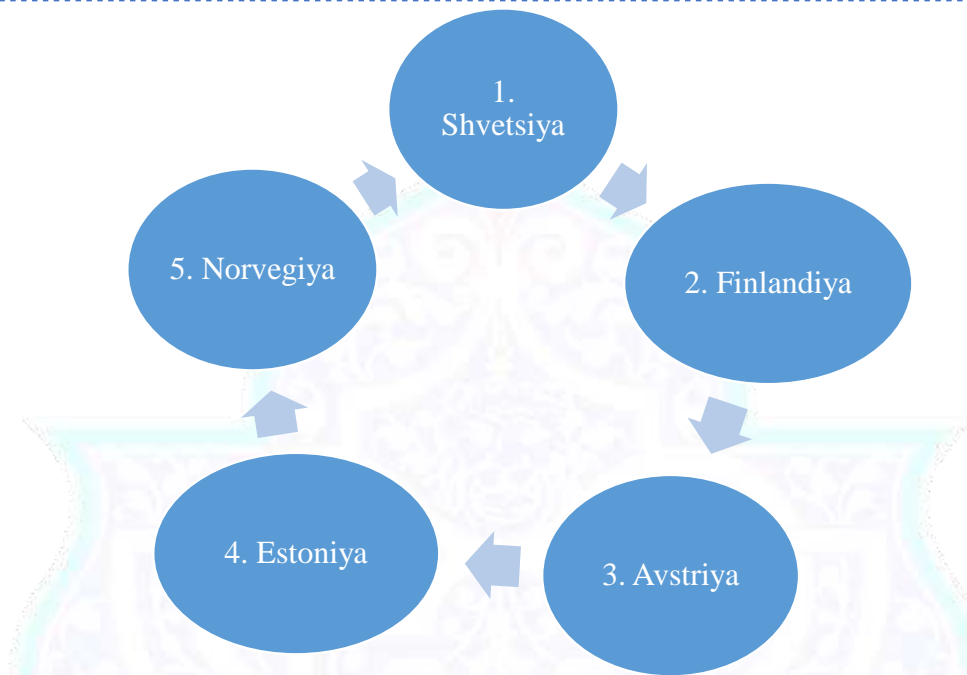 1.
Shvetsiya
2. Finlandiya
3. Avstriya
4. Estoniya
5. Norvegiya